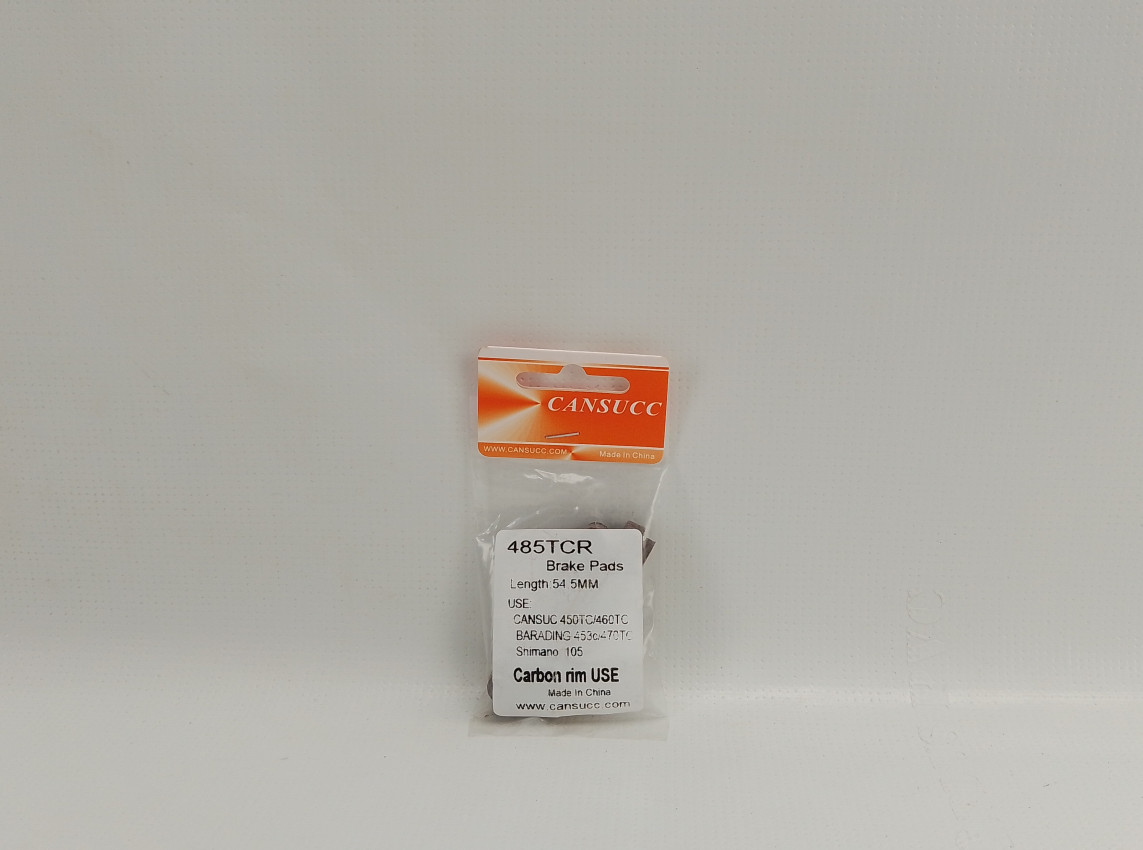 CANSUCC
WWW.CANSUCC.COM Made In China
485TCR
Brake Pads
Length 54.5MM
USE:
CANSUC 450TC/460TC
BARADING 453c/470TC
Shimano 105
Carbon rim USE
Made In China
www.cansucc.com